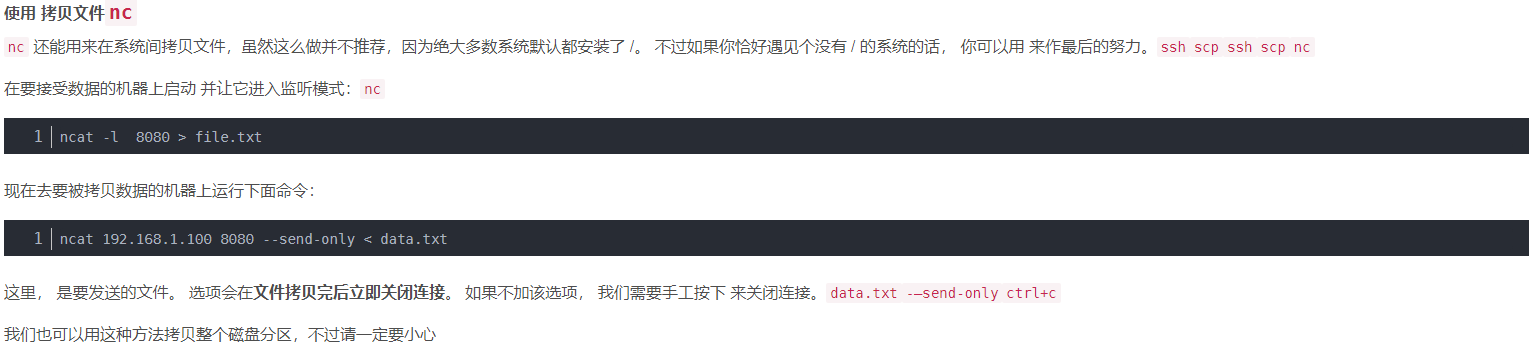 使用 拷贝文件nc
nc 还能用来在系统间拷贝文件，虽然这么做并不推荐，因为绝大多数系统默认都安装了 /。 不过如果你恰好遇见个没有 / 的系统的话， 你可以用 来作最后的努力。ssh scp ssh scp nc
在要接受数据的机器上启动 并让它进入监听模式：nc
1 ncat -l  8080 > file.txt
现在去要被拷贝数据的机器上运行下面命令：
1 ncat 192.168.1.100 8080 --send-only < data.txt
这里， 是要发送的文件。 选项会在文件拷贝完后立即关闭连接。 如果不加该选项， 我们需要手工按下 来关闭连接。data.txt -–send-only ctrl+c
我们也可以用这种方法拷贝整个磁盘分区，不过请一定要小心